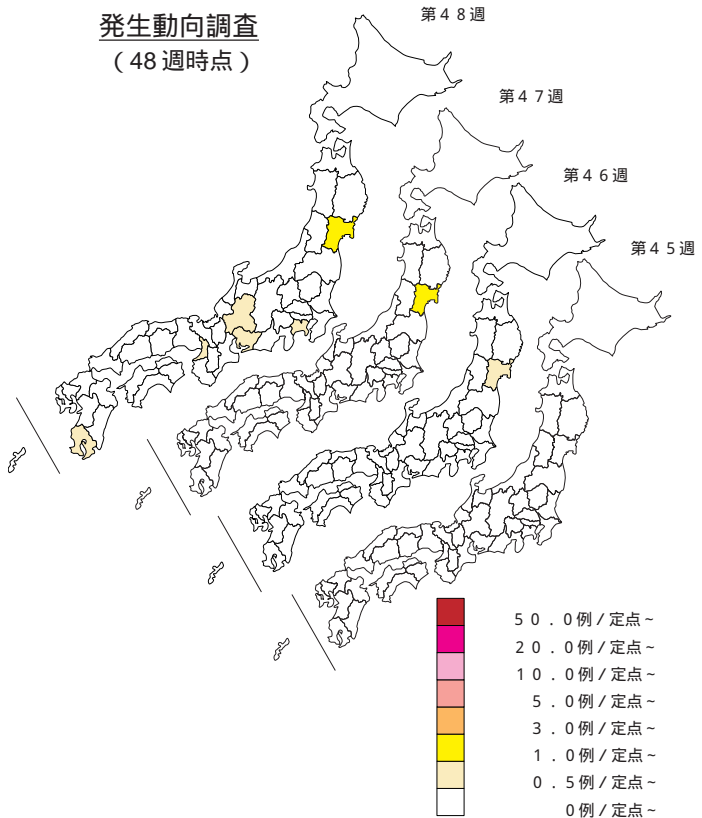 発生動向調査
（48週時点）
第４８週
第４７週
第４６週
第４５週
５０．０例／定点～
２０．０例／定点～
１０．０例／定点～
５．０例／定点～
３．０例／定点～
１．０例／定点～
０．５例／定点～
０例／定点～